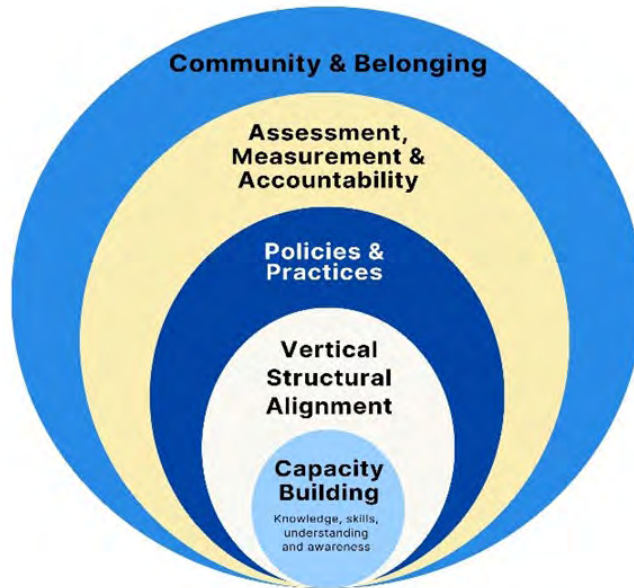 Community & Belonging
Assessment,
Measurement &
Accountability
Policies &
Practices
Vertical
Structural
Alignment
Capacity
Building
Knowledge, skills,
understanding
and awareness